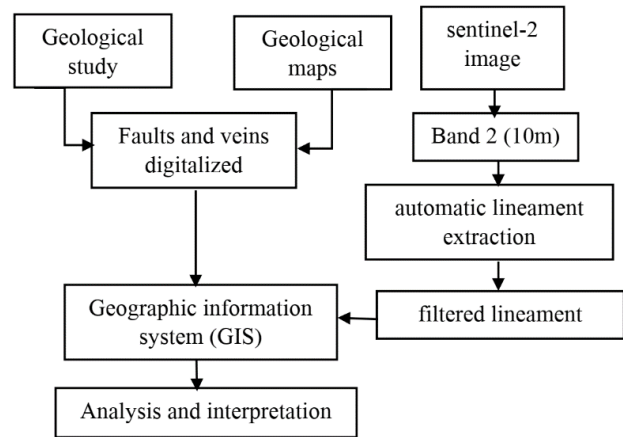 Geological
study
Geological
maps
sentinel-2
image
Faults and veins
digitalized
Band 2 (10m)
automatic lineament
extraction
Geographic information
system (GIS)
filtered lineament
Analysis and interpretation